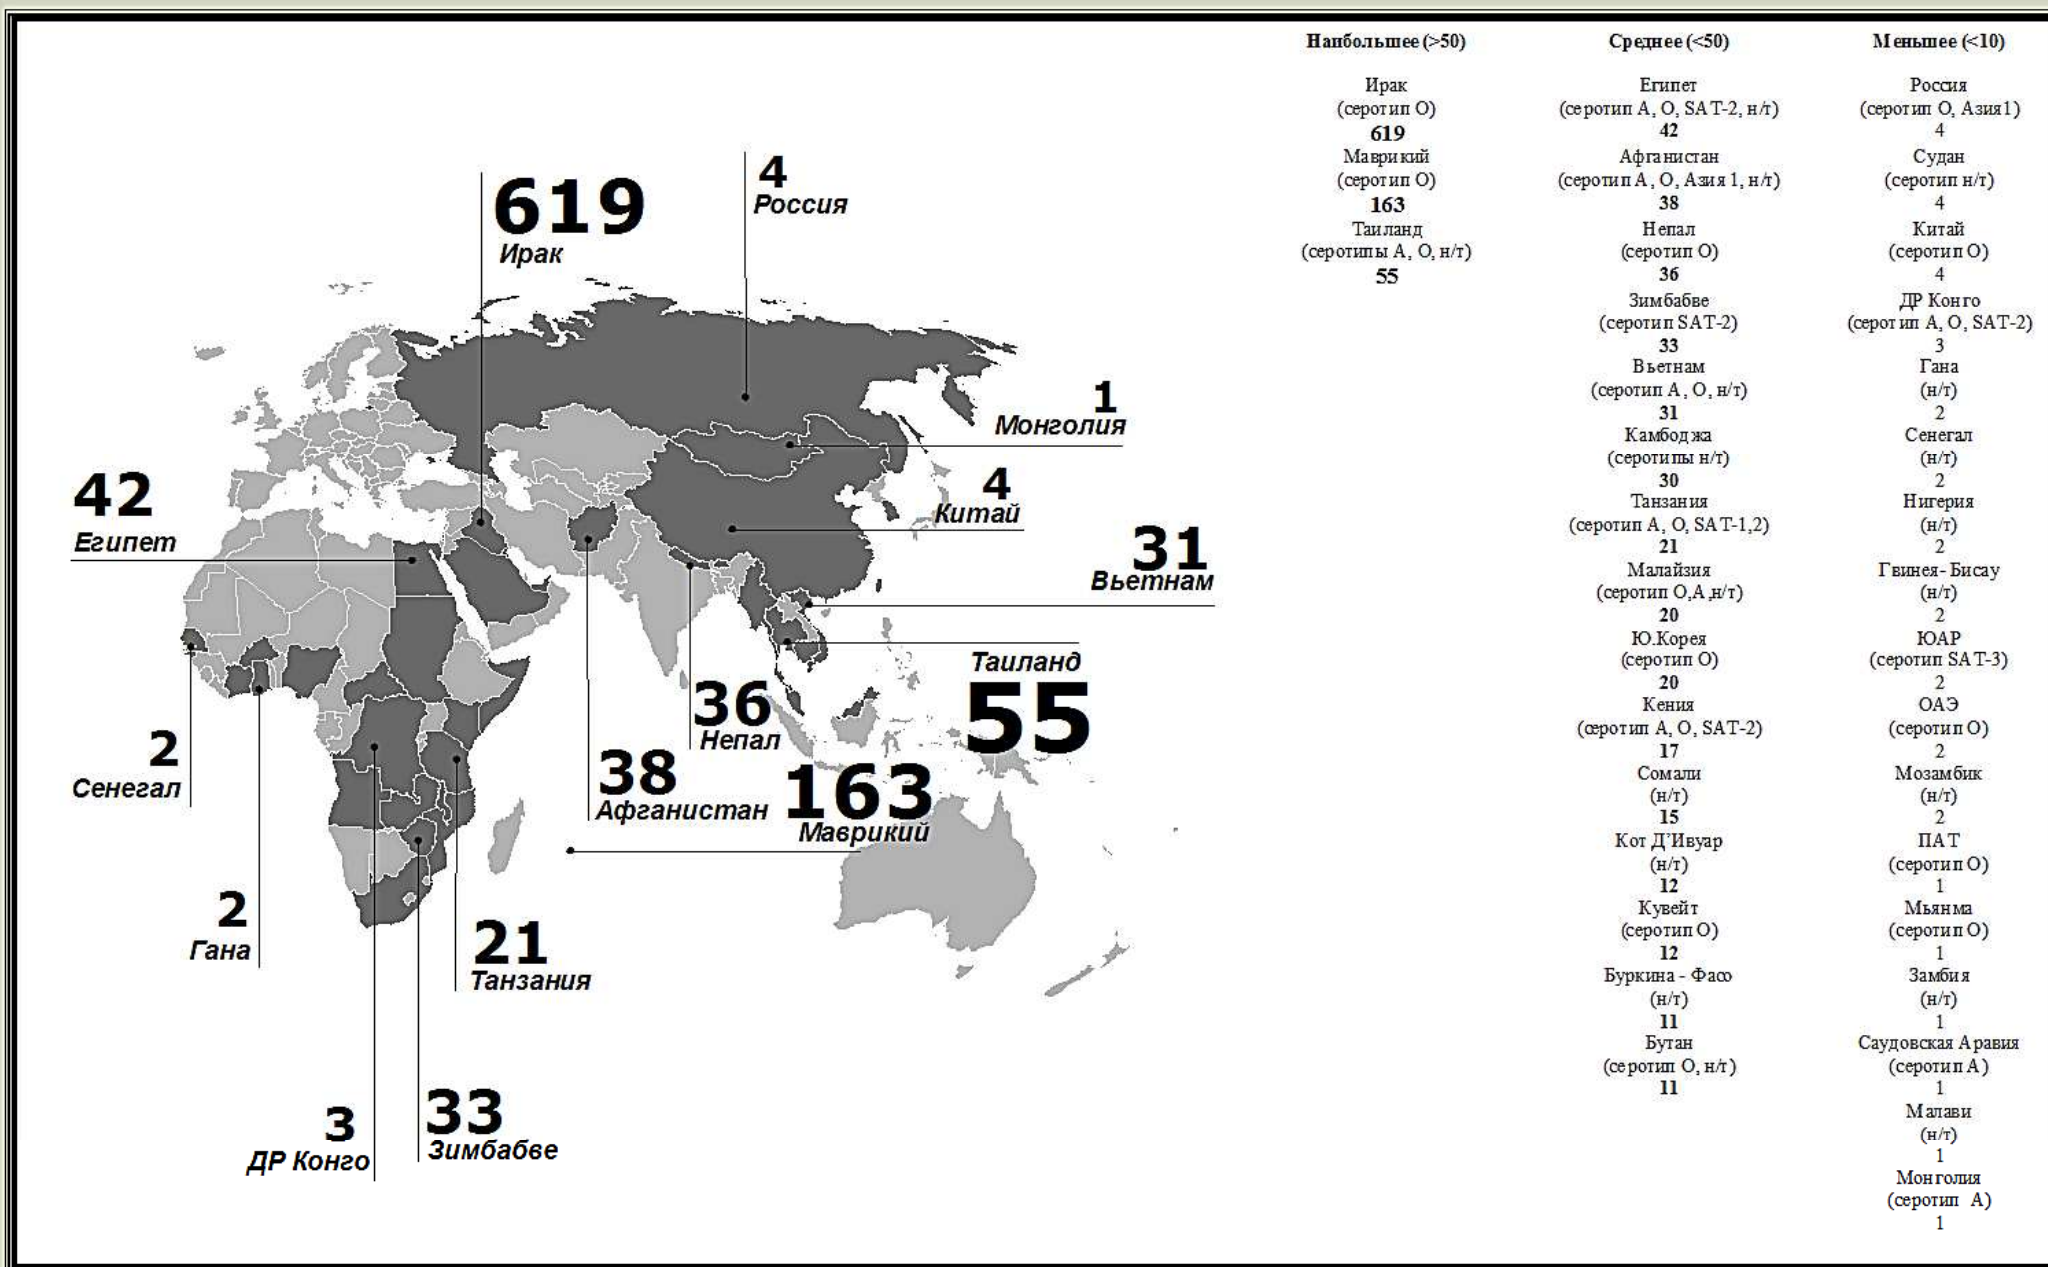 619
Ирак
4
Россия
1
Монголия
4
Китай
42
Египет
31
Вьетнам
Таиланд
55
36
Непал
38
Афганистан
163
Маврикий
2
Сенегал
2
Гана
21
Танзания
3
ДР Конго
33
Зимбабве
Наибольшее (>50)
Ирак
(серотип О)
619
Маврикий
(серотип О)
163
Таиланд
(серотипы А, О, н/т)
55
Среднее (<50)
Египет
(серотип А, О, SAT-2, н/т)
42
Афганистан
(серотип А, О, Азия 1, н/т)
38
Непал
(серотип О)
36
Зимбабве
(серотип SAT-2)
33
Вьетнам
(серотип А, О, н/т)
31
Камбоджа
(серотипы н/т)
30
Танзания
(серотип А, О, SAT-1,2)
21
Малайзия
(серотип О,А,н/т)
20
Ю.Корея
(серотип О)
20
Кения
(серотип А, О, SAT-2)
17
Сомали
(н/т)
15
Кот Д'Ивуар
(н/т)
12
Кувейт
(серотип О)
12
Буркина - Фасо
(н/т)
11
Бутан
(серотип О, н/т)
11
Меньшее (<10)
Россия
(серотип О, Азия1)
4
Судан
(серотип н/т)
4
Китай
(серотип О)
4
ДР Конго
(серотип А, О, SAT-2)
3
Гана
(н/т)
2
Сенегал
(н/т)
2
Нигерия
(н/т)
2
Гвинея- Бисау
(н/т)
2
ЮАР
(серотип SAT-3)
2
ОАЭ
(серотип О)
2
Мозамбик
(н/т)
2
ПАТ
(серотип О)
1
Мьянма
(серотип О)
1
Замбия
(н/т)
1
Саудовская Аравия
(серотип А)
1
Малави
(н/т)
1
Монголия
(серотип А)
1